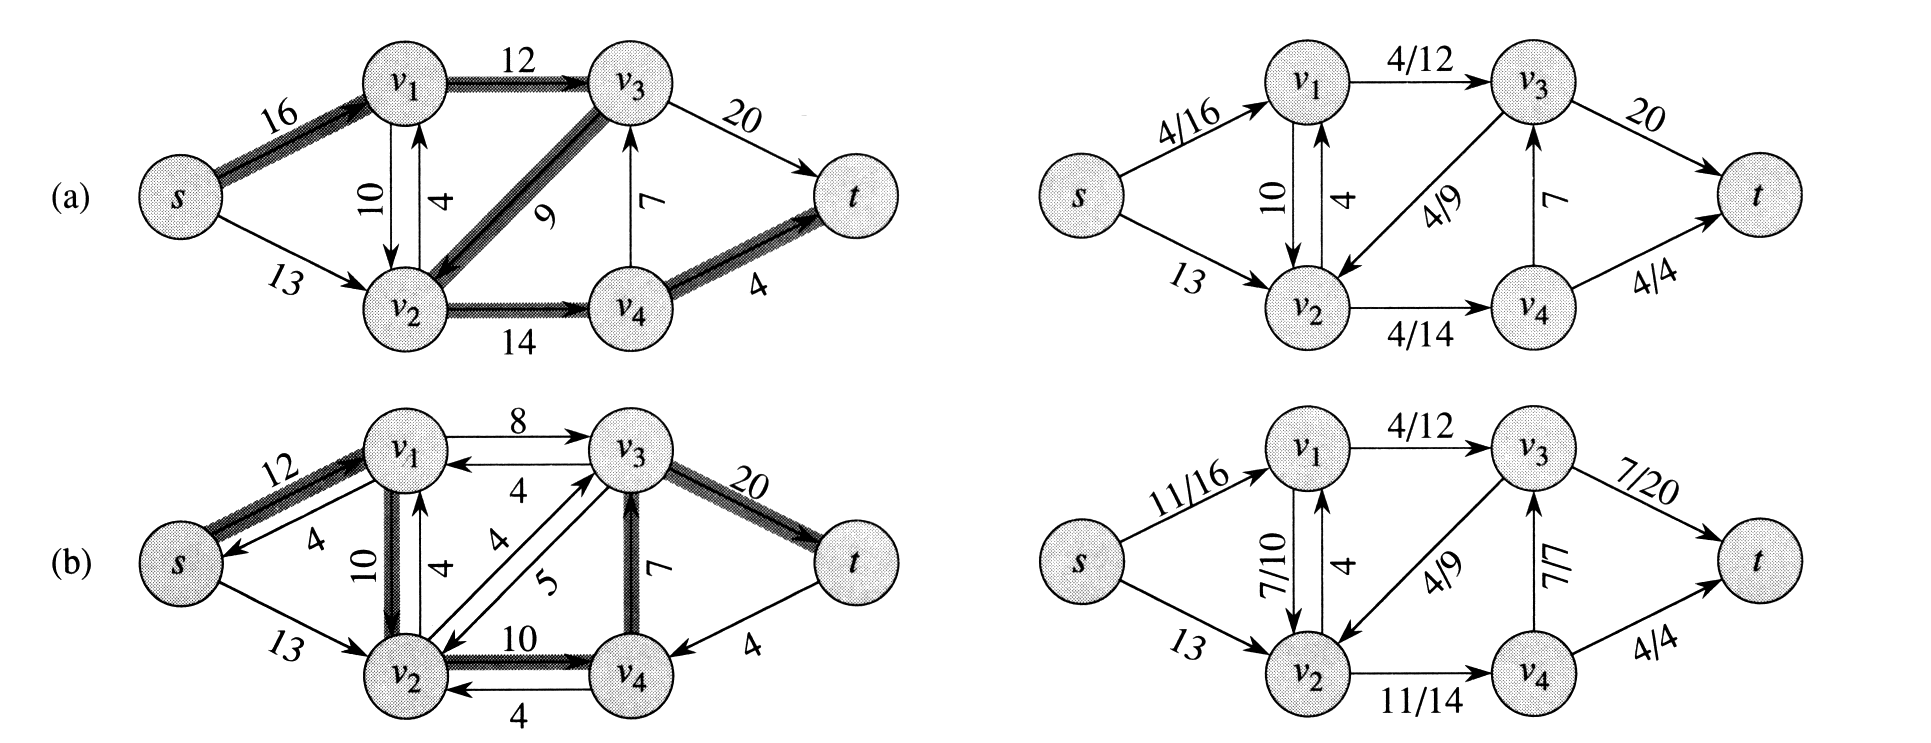 12 4/12
v1 v3 v1 v3
16 20 4/16 20
(a) s 10 4 9 7 t s 10 4 4/9 7 t
13 4 13 4/4
v2 v4 v2 v4
14 4/14
8 4/12
v1 v3 v1 v3
12 4 20 11/16 7/20
(b) s 4 10 4 4 5 7 t s 7/10 4 4/9 7/7 t
13 10 4 13 4/4
v2 v4 v2 v4
4 11/14